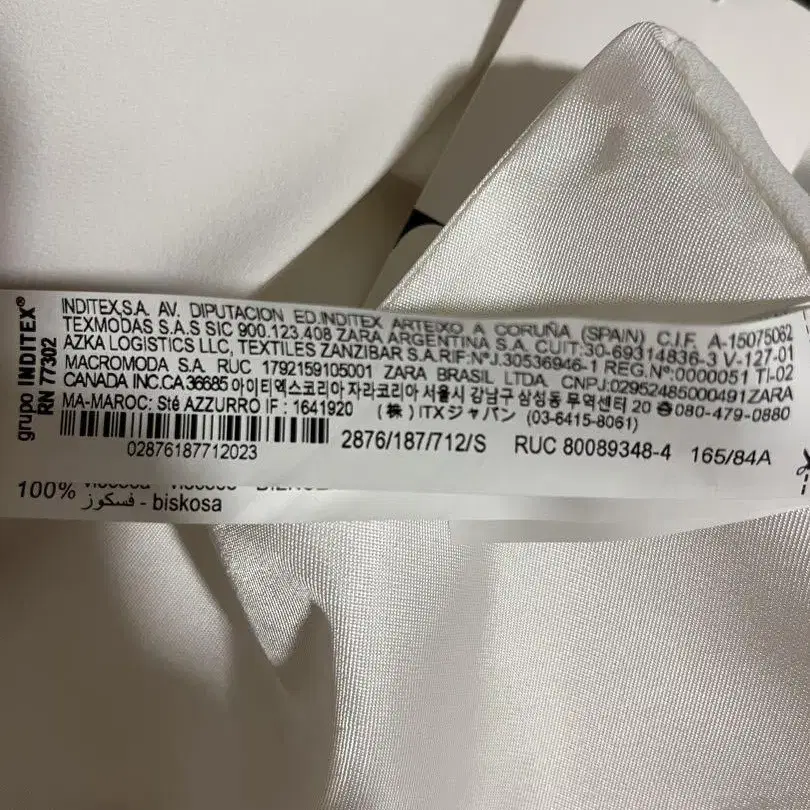 grupo INDITEX®
RN 77302
INDITEX,S.A. AV. DIPUTACION ED.INDITEX ARTEIXO A CORUÑA (SPAIN) C.I.F. A-15075062
TEXMODAS S.A.S SIC 900.123.408 ZARA ARGENTINA S.A. CUIT:30-69314836-3 V-127-01
AZKA LOGISTICS LLC, TEXTILES ZANZIBAR S.A.RIF:NºJ.30536946-1 REG.Nº:0000051 TI-02
MACROMODA S.A. RUC 1792159105001 ZARA BRASIL LTDA. CNPJ:02952485000491ZARA
CANADA INC.CA 36685 아이티엑스코리아 자라코리아 서울시 강남구 삼성동 무역센터 20 ☎080-479-0880
MA-MAROC: Sté AZZURRO IF : 1641920 (株)ITXジャパン (03-6415-8061)
02876187712023
2876/187/712/S RUC 80089348-4 165/84A
100%
فسكوز - biskosa